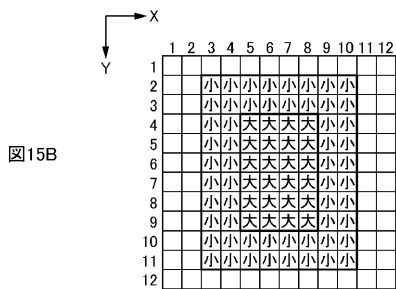 X
Y
1 2 3 4 5 6 7 8 9 10 11 12
1
2 小 小 小 小 小 小 小 小
3 小 小 小 小 小 小 小 小
4 小 小 大 大 大 大 小 小
5 小 小 大 大 大 大 小 小
図15B
6 小 小 大 大 大 大 小 小
7 小 小 大 大 大 大 小 小
8 小 小 大 大 大 大 小 小
9 小 小 大 大 大 大 小 小
10 小 小 小 小 小 小 小 小
11 小 小 小 小 小 小 小 小
12